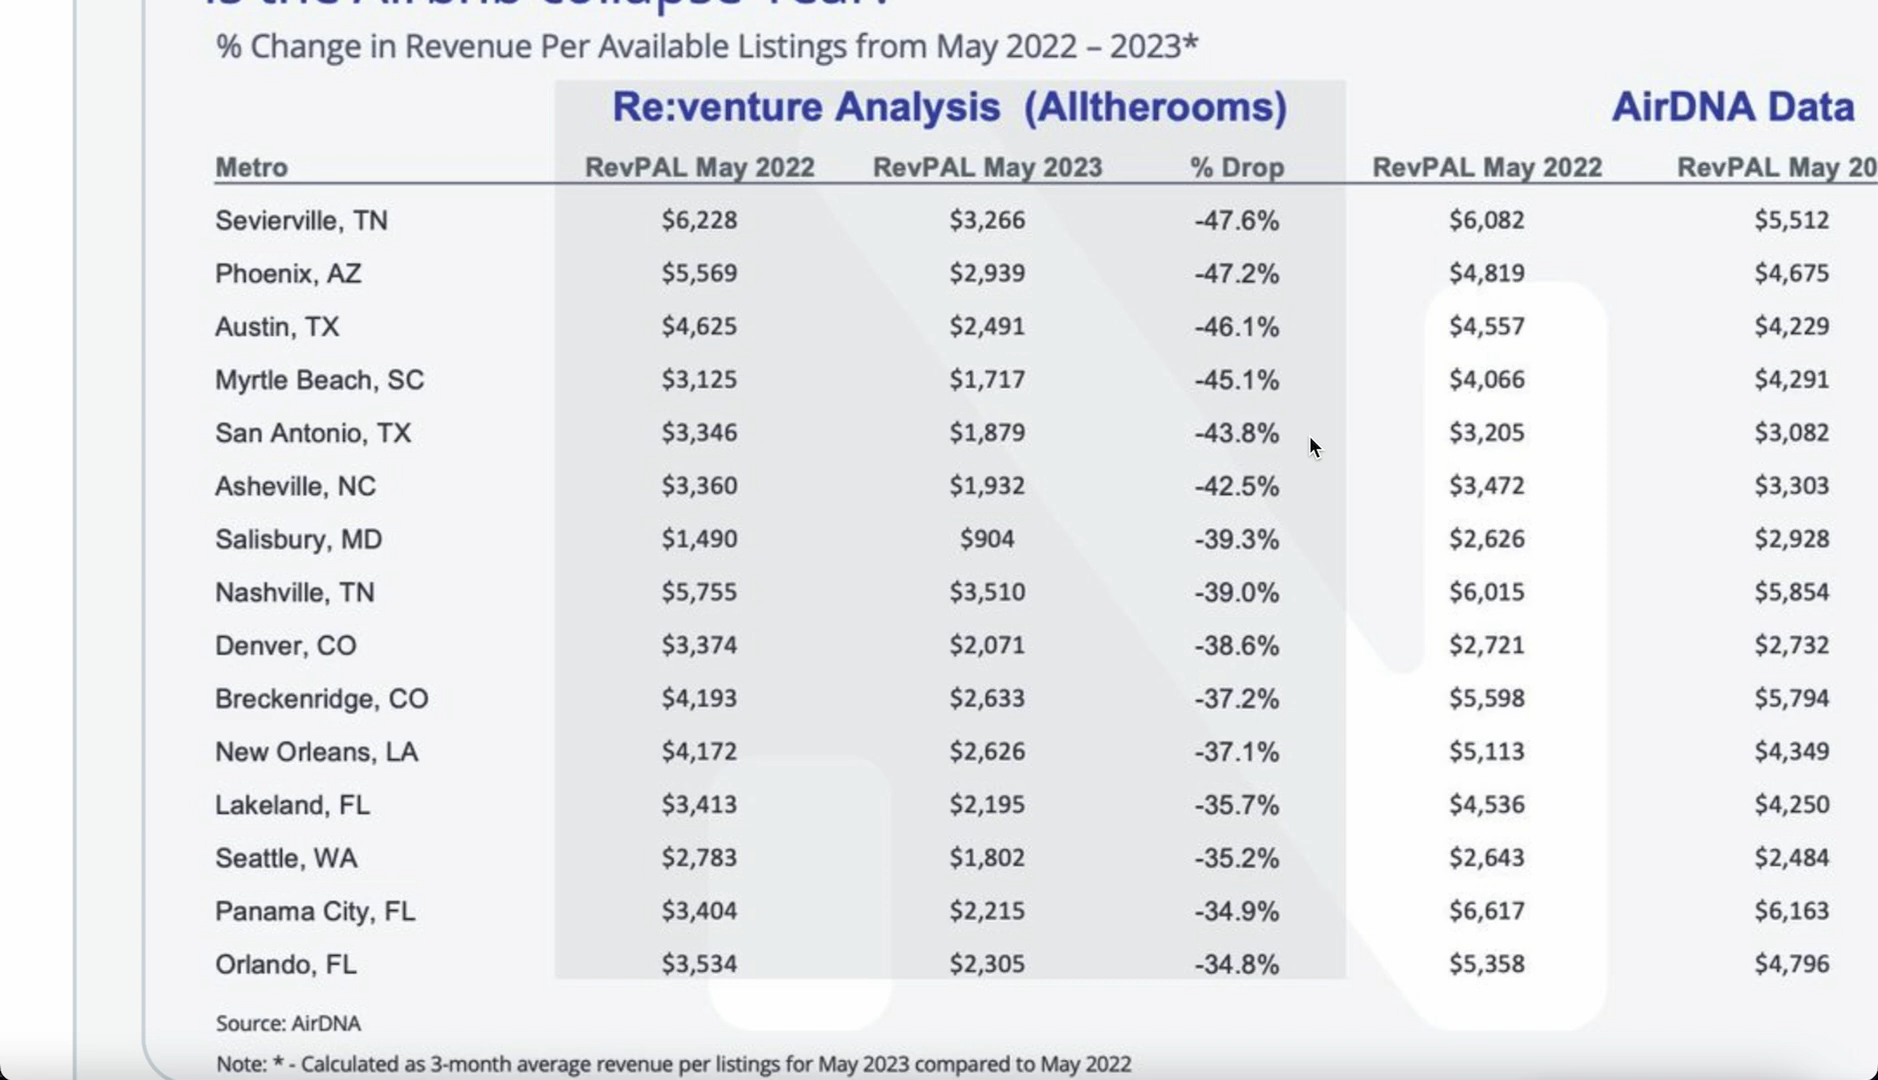 Is the Airbnb Collapse Real?
% Change in Revenue Per Available Listings from May 2022 – 2023*
Re:venture Analysis (Alltherooms) AirDNA Data
Metro RevPAL May 2022 RevPAL May 2023 % Drop RevPAL May 2022 RevPAL May 20
Sevierville, TN $6,228 $3,266 -47.6% $6,082 $5,512
Phoenix, AZ $5,569 $2,939 -47.2% $4,819 $4,675
Austin, TX $4,625 $2,491 -46.1% $4,557 $4,229
Myrtle Beach, SC $3,125 $1,717 -45.1% $4,066 $4,291
San Antonio, TX $3,346 $1,879 -43.8% $3,205 $3,082
Asheville, NC $3,360 $1,932 -42.5% $3,472 $3,303
Salisbury, MD $1,490 $904 -39.3% $2,626 $2,928
Nashville, TN $5,755 $3,510 -39.0% $6,015 $5,854
Denver, CO $3,374 $2,071 -38.6% $2,721 $2,732
Breckenridge, CO $4,193 $2,633 -37.2% $5,598 $5,794
New Orleans, LA $4,172 $2,626 -37.1% $5,113 $4,349
Lakeland, FL $3,413 $2,195 -35.7% $4,536 $4,250
Seattle, WA $2,783 $1,802 -35.2% $2,643 $2,484
Panama City, FL $3,404 $2,215 -34.9% $6,617 $6,163
Orlando, FL $3,534 $2,305 -34.8% $5,358 $4,796
Source: AirDNA
Note: * - Calculated as 3-month average revenue per listings for May 2023 compared to May 2022